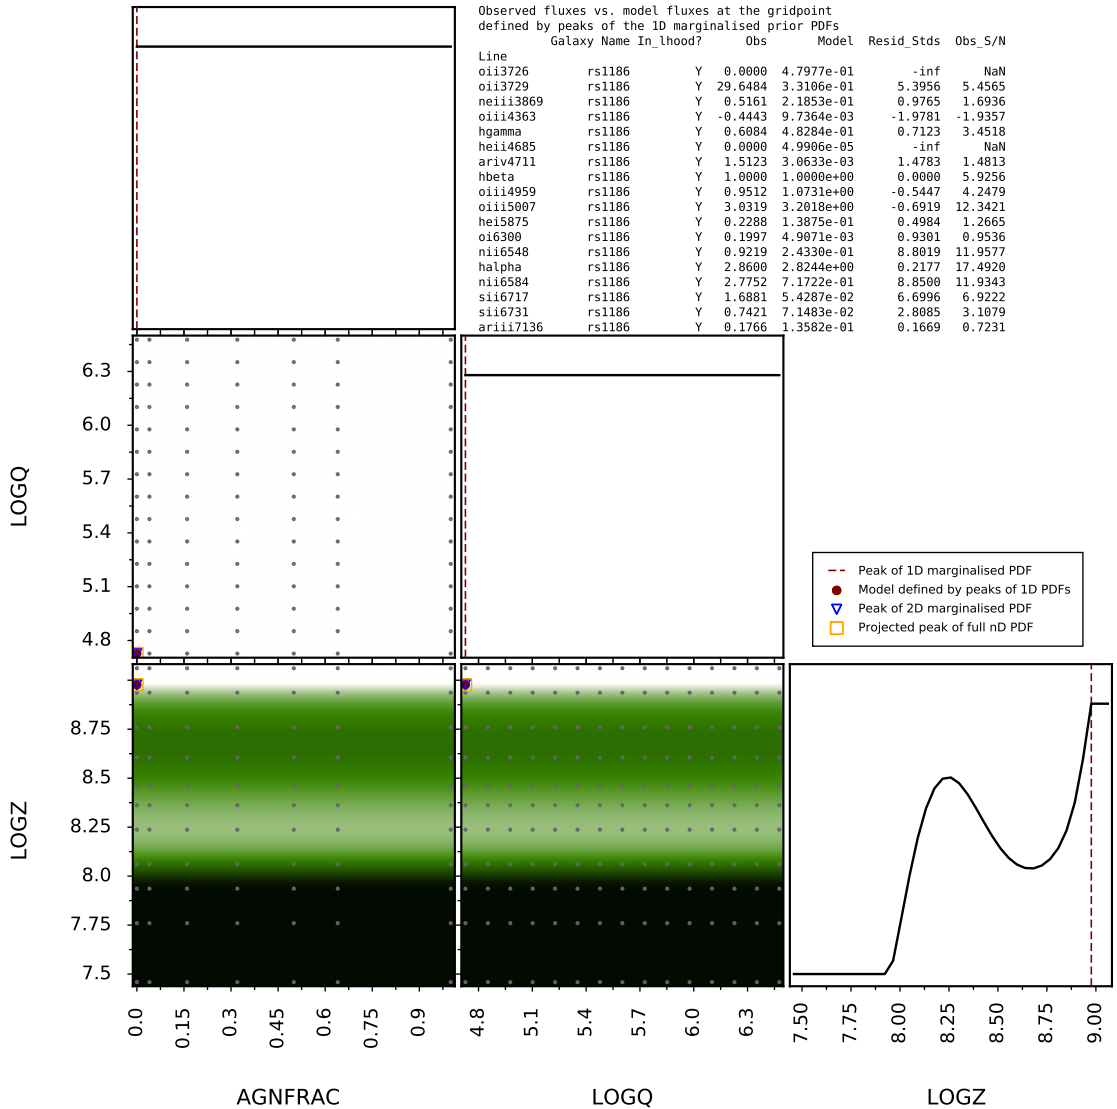 Observed fluxes vs. model fluxes at the gridpoint
defined by peaks of the 1D marginalised prior PDFs
Galaxy Name In_lhood? Obs Model Resid_Stds Obs_S/N
Line
oii3726 rs1186 Y 0.0000 4.7977e-01 -inf NaN
oii3729 rs1186 Y 29.6484 3.3106e-01 5.3956 5.4565
neiii3869 rs1186 Y 0.5161 2.1853e-01 0.9765 1.6936
oiii4363 rs1186 Y -0.4443 9.7364e-03 -1.9781 -1.9357
hgamma rs1186 Y 0.6084 4.8284e-01 0.7123 3.4518
heii4685 rs1186 Y 0.0000 4.9906e-05 -inf NaN
ariv4711 rs1186 Y 1.5123 3.0633e-03 1.4783 1.4813
hbeta rs1186 Y 1.0000 1.0000e+00 0.0000 5.9256
oiii4959 rs1186 Y 0.9512 1.0731e+00 -0.5447 4.2479
oiii5007 rs1186 Y 3.0319 3.2018e+00 -0.6919 12.3421
hei5875 rs1186 Y 0.2288 1.3875e-01 0.4984 1.2665
oi6300 rs1186 Y 0.1997 4.9071e-03 0.9301 0.9536
nii6548 rs1186 Y 0.9219 2.4330e-01 8.8019 11.9577
halpha rs1186 Y 2.8600 2.8244e+00 0.2177 17.4920
nii6584 rs1186 Y 2.7752 7.1722e-01 8.8500 11.9343
sii6717 rs1186 Y 1.6881 5.4287e-02 6.6996 6.9222
sii6731 rs1186 Y 0.7421 7.1483e-02 2.8085 3.1079
ariii7136 rs1186 Y 0.1766 1.3582e-01 0.1669 0.7231
6.3
6.0
5.7
5.4
5.1
4.8
LOGQ
Peak of 1D marginalised PDF
Model defined by peaks of 1D PDFs
Peak of 2D marginalised PDF
Projected peak of full nD PDF
8.75
8.5
8.25
8.0
7.75
7.5
LOGZ
0.0 0.15 0.3 0.45 0.6 0.75 0.9
4.8 5.1 5.4 5.7 6.0 6.3
7.50 7.75 8.00 8.25 8.50 8.75 9.00
AGNFRAC LOGQ LOGZ